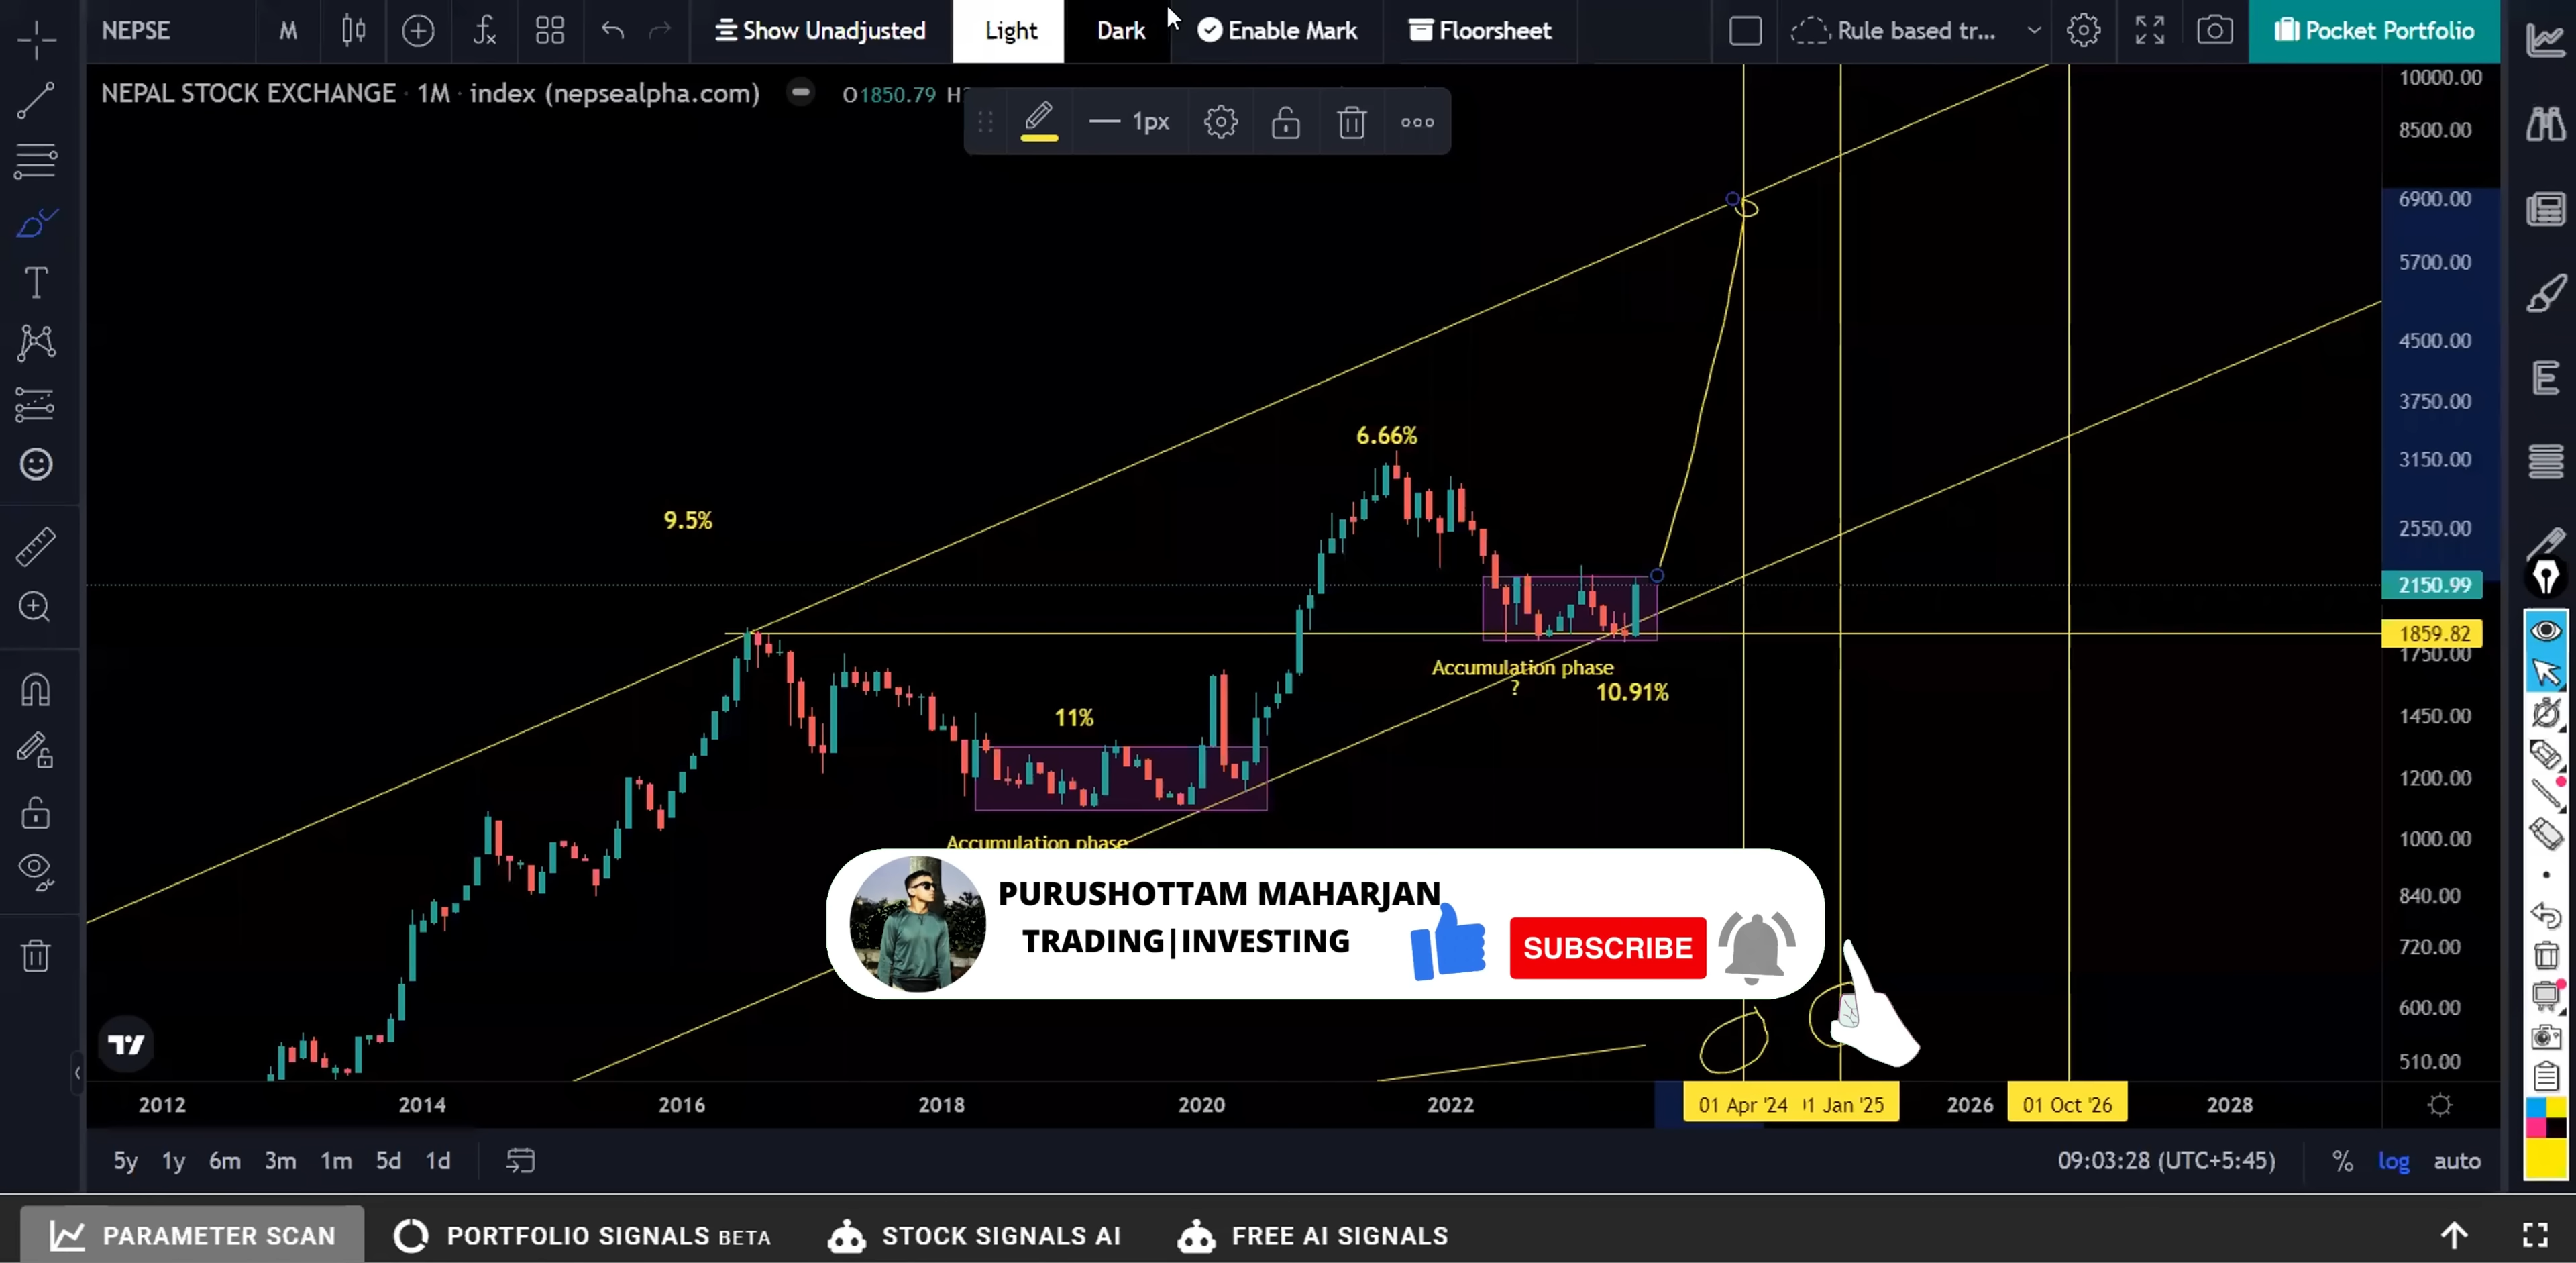 NEPSE M Show Unadjusted Light Dark Enable Mark Floorsheet Rule based tr... Pocket Portfolio
NEPAL STOCK EXCHANGE · 1M · index (nepsealpha.com) O1850.79
1px
10000.00
8500.00
6900.00
5700.00
4500.00
3750.00
3150.00
2550.00
2150.99
1859.82
1750.00
1450.00
1200.00
1000.00
840.00
720.00
600.00
510.00
6.66%
9.5%
Accumulation phase
?
10.91%
11%
Accumulation phase
PURUSHOTTAM MAHARJAN
TRADING|INVESTING
SUBSCRIBE
2012 2014 2016 2018 2020 2022 01 Apr '24 1 Jan '25 2026 01 Oct '26 2028
5y 1y 6m 3m 1m 5d 1d 09:03:28 (UTC+5:45) % log auto
PARAMETER SCAN PORTFOLIO SIGNALS BETA STOCK SIGNALS AI FREE AI SIGNALS